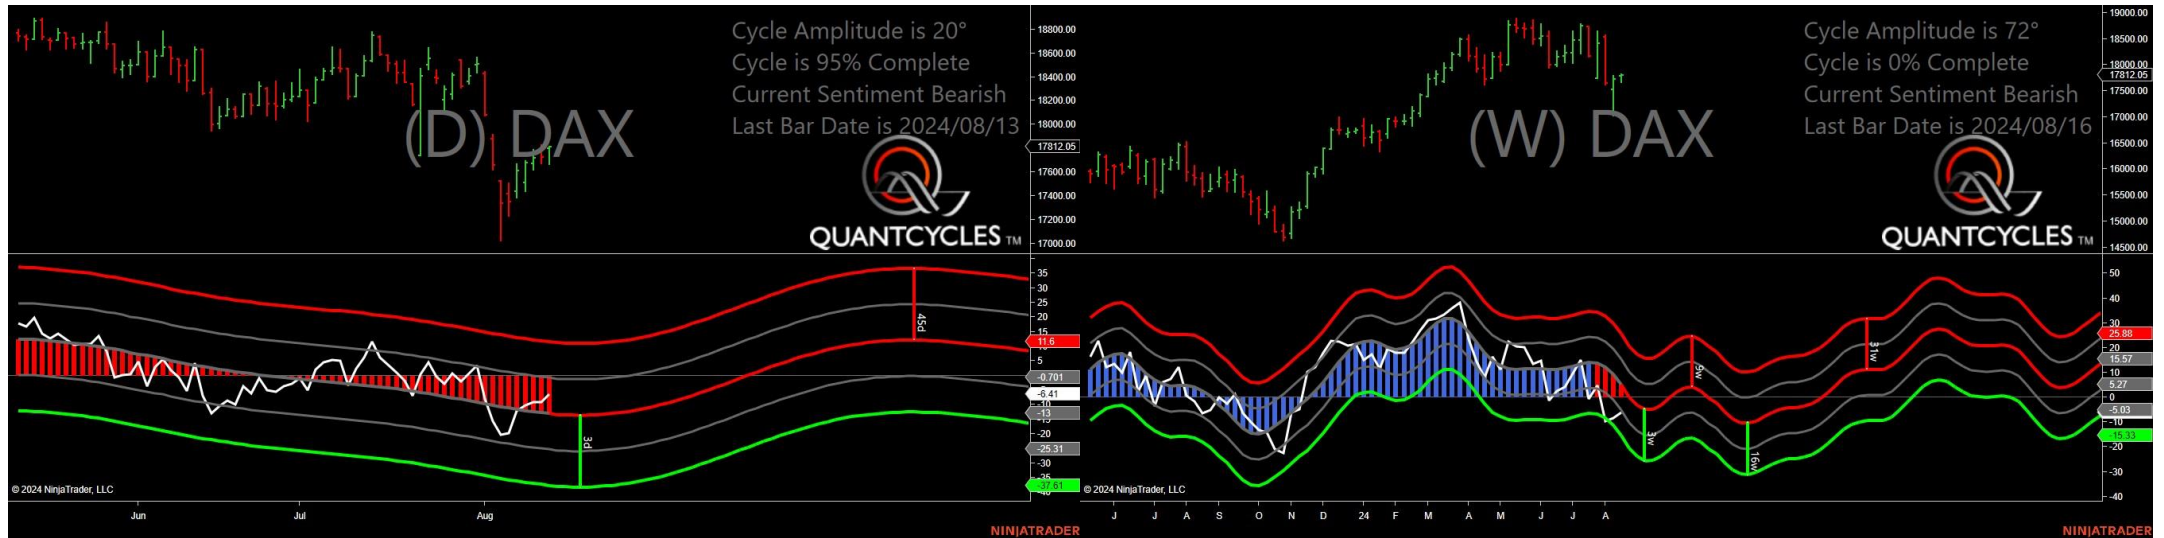 Cycle Amplitude is 20°
Cycle is 95% Complete
Current Sentiment Bearish
Last Bar Date is 2024/08/13
(D) DAX
QUANTCYCLES TM
18800.00
18600.00
18400.00
18200.00
18000.00
17812.05
17600.00
17400.00
17200.00
17000.00
35
30
25
20
15
11.6
5
-0.701
-6.41
-10
-13
-20
-25.31
-30
-35
-37.61
-40
45d
3d
© 2024 NinjaTrader, LLC
Jun
Jul
Aug
NINJATRADER
Cycle Amplitude is 72°
Cycle is 0% Complete
Current Sentiment Bearish
Last Bar Date is 2024/08/16
(W) DAX
QUANTCYCLES TM
19000.00
18500.00
18000.00
17812.05
17500.00
17000.00
16500.00
16000.00
15500.00
15000.00
14500.00
50
40
30
25.88
20
15.57
10
5.27
0
-5.03
-10
-15.33
-20
-30
-40
3w
9w
16w
31w
© 2024 NinjaTrader, LLC
J
J
A
S
O
N
D
24
F
M
A
M
J
J
A
NINJATRADER